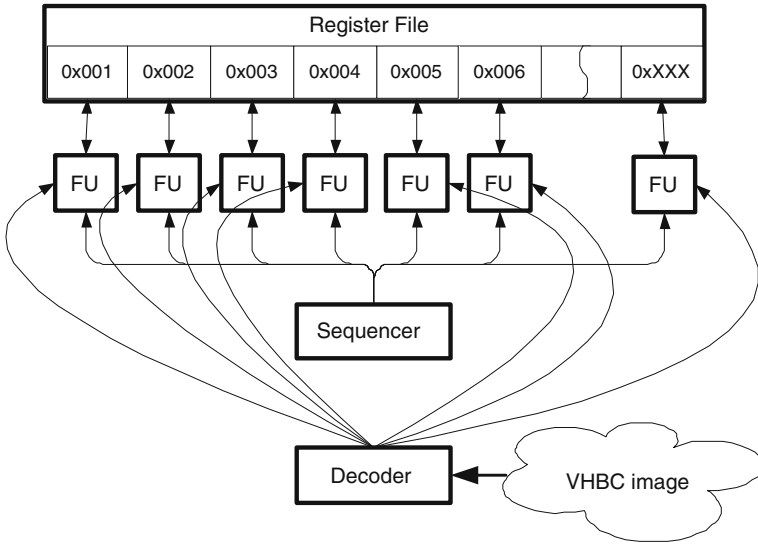 Register File
0x001 0x002 0x003 0x004 0x005 0x006 0xXXX
FU FU FU FU FU FU FU
Sequencer
Decoder
VHBC image